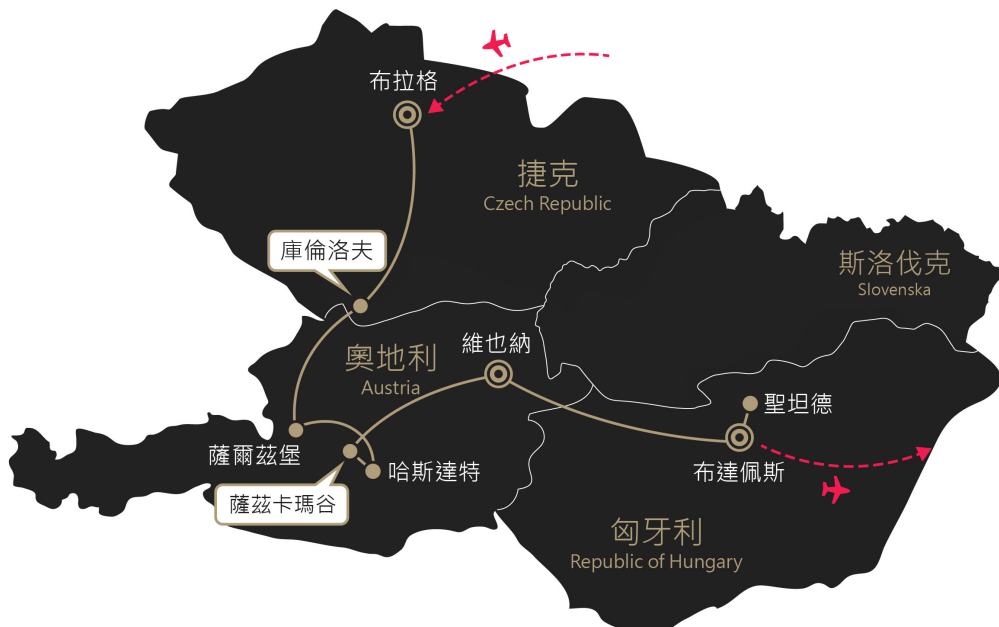 布拉格
捷克
Czech Republic
庫倫洛夫
斯洛伐克
Slovenska
維也納
奧地利
Austria
聖坦德
薩爾茲堡
哈斯達特
布達佩斯
薩茲卡瑪谷
匈牙利
Republic of Hungary